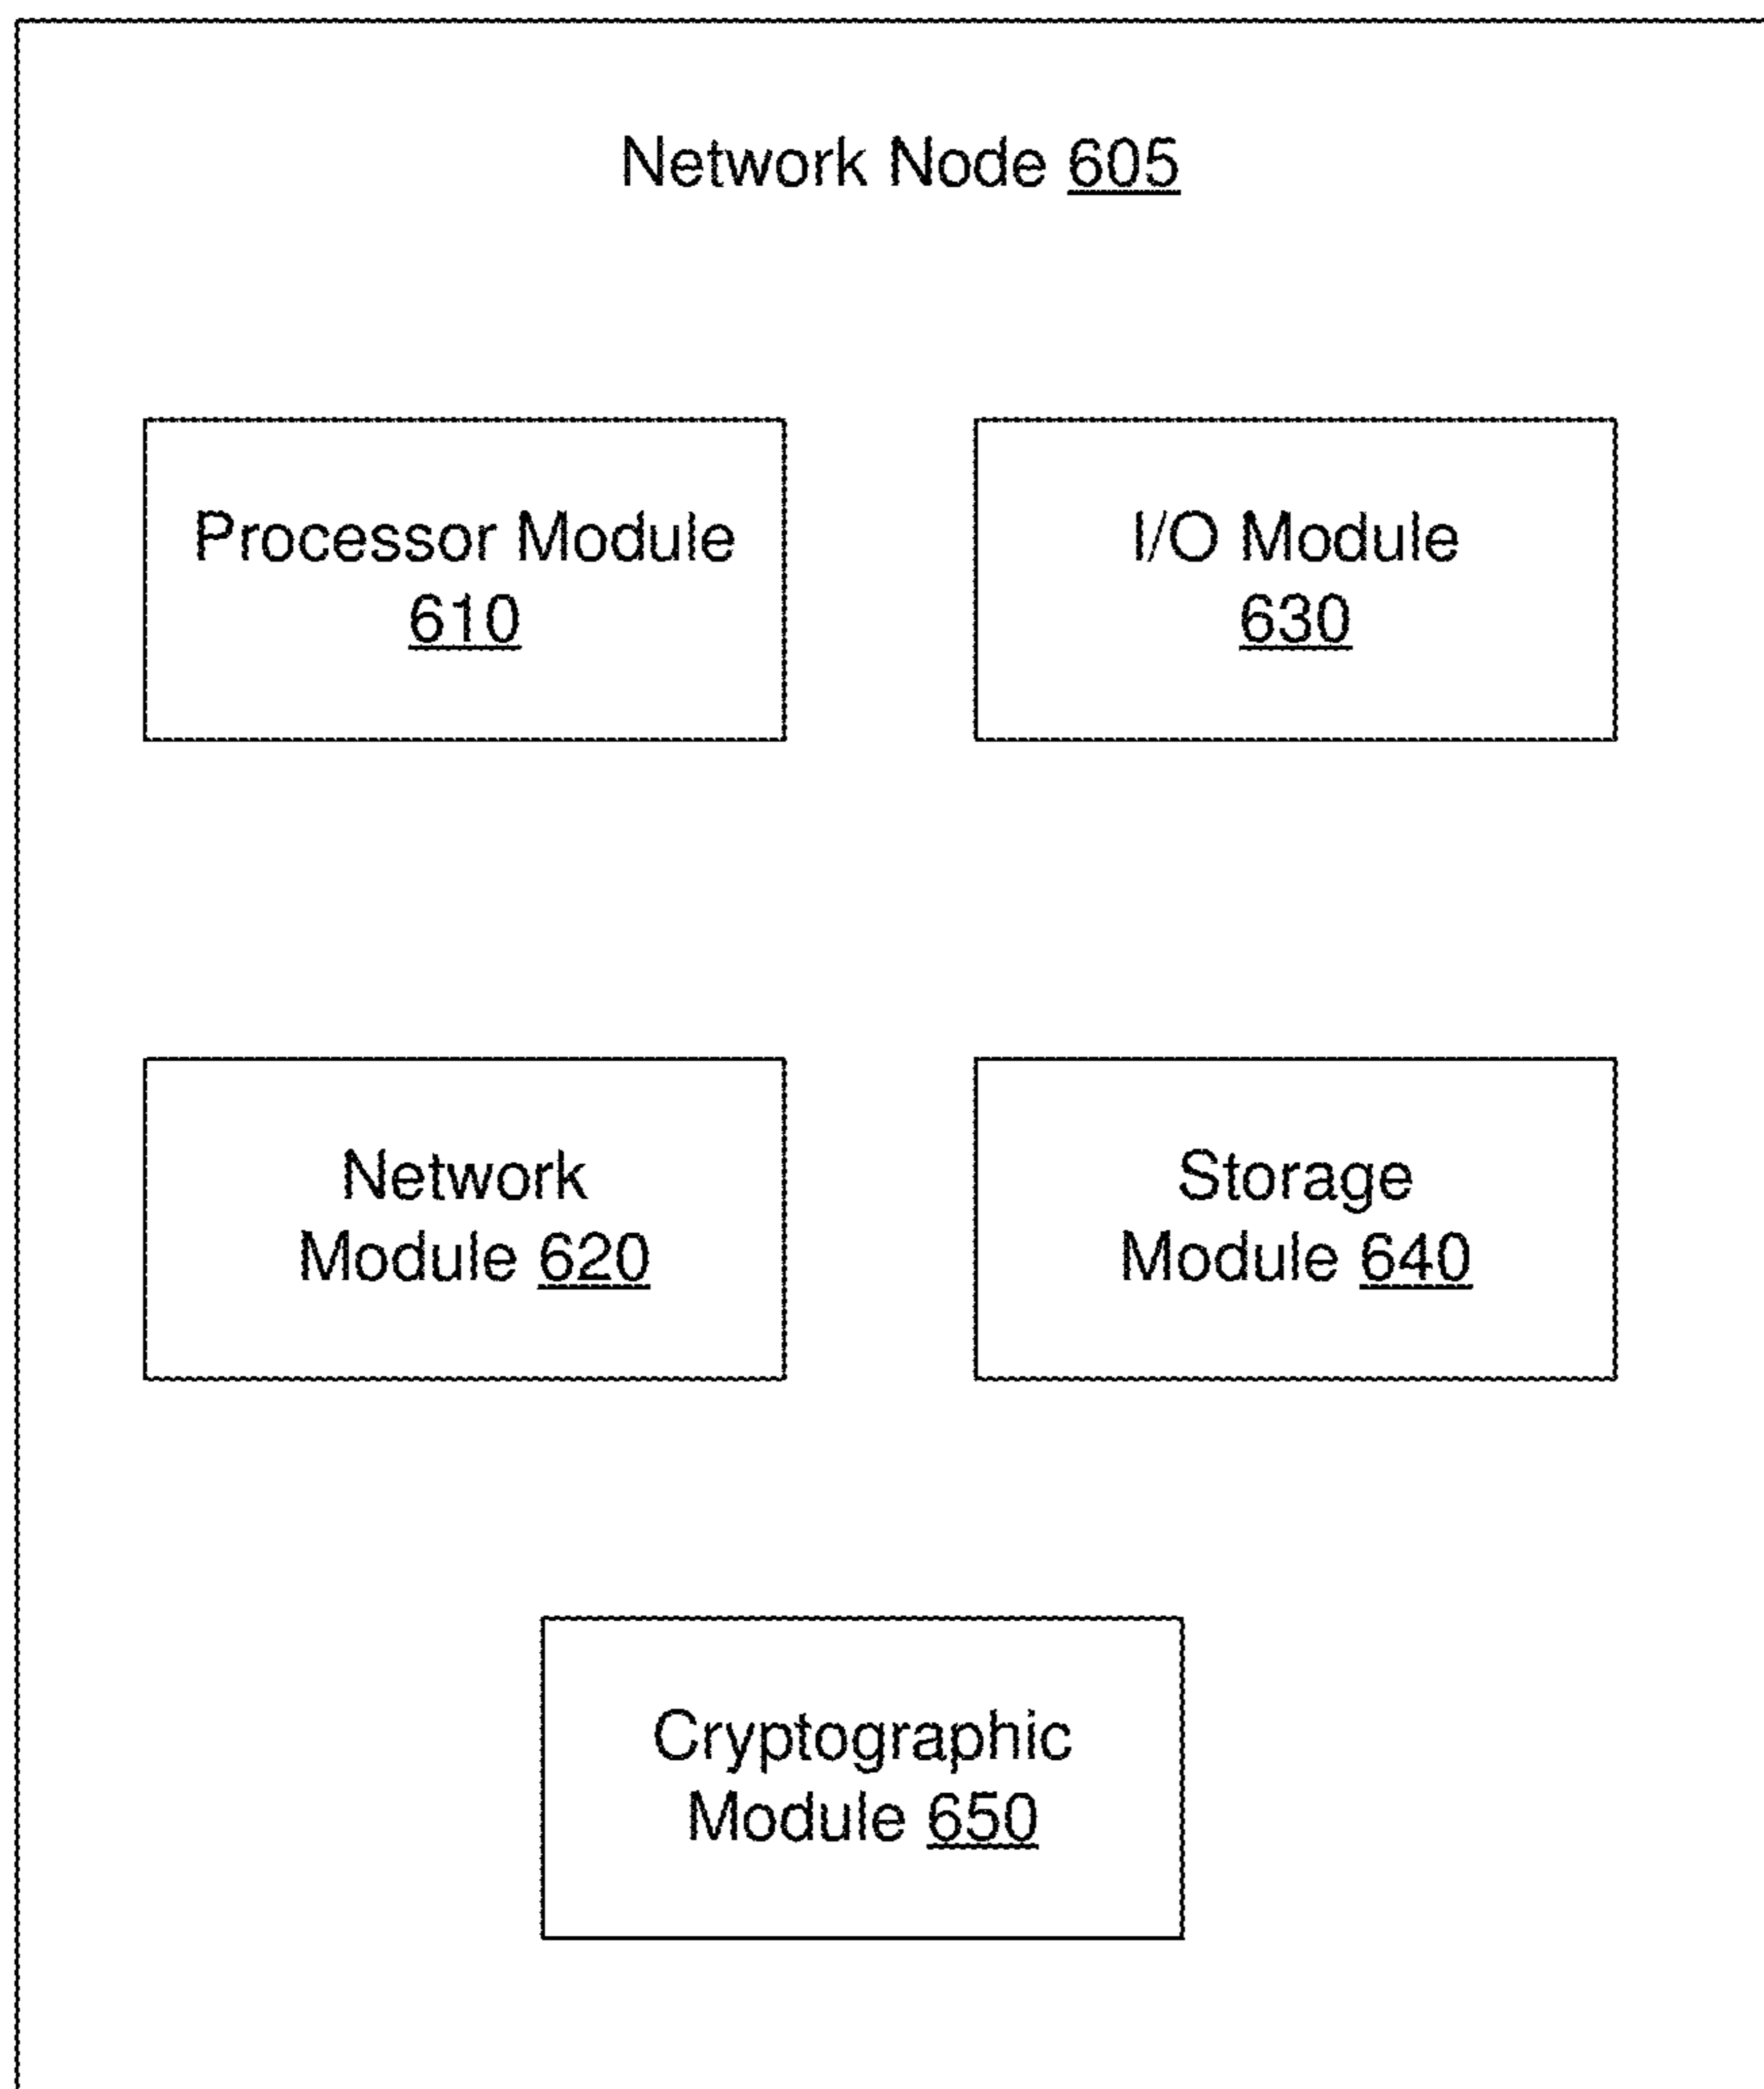 Network Node 605
Processor Module
610
I/O Module
630
Network
Module 620
Storage
Module 640
Cryptographic
Module 650